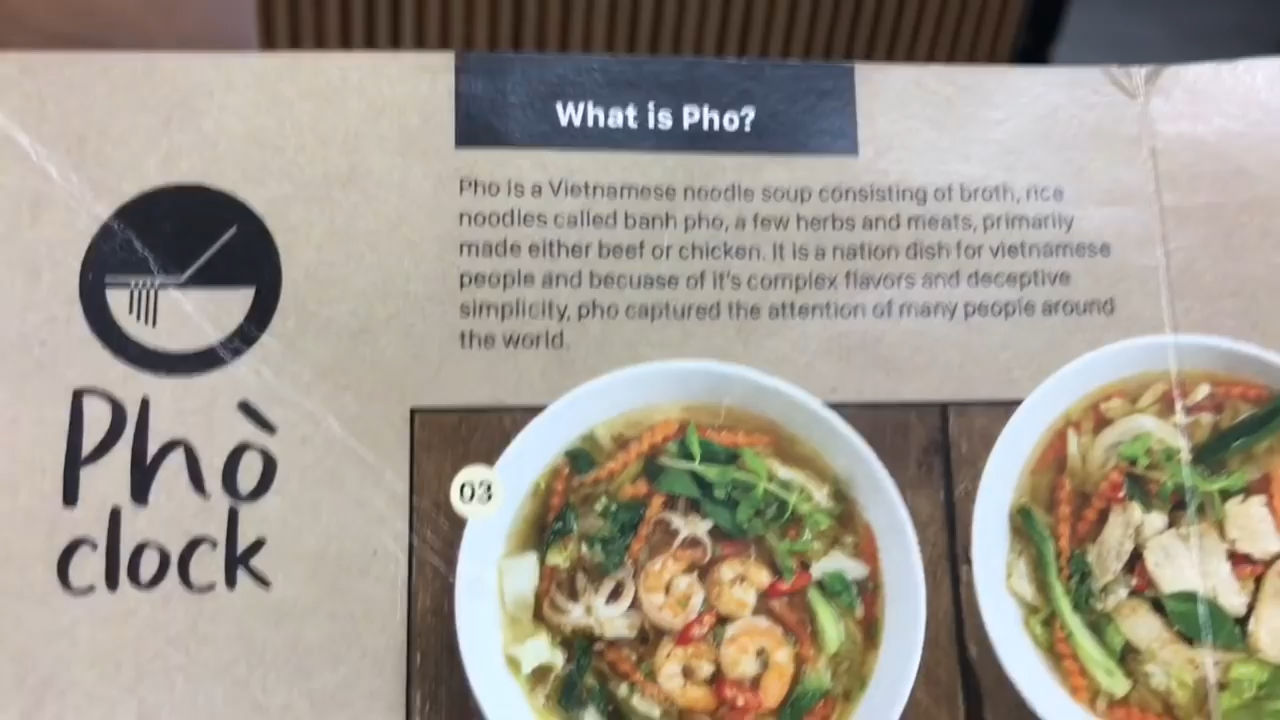 What is Pho?
Pho is a Vietnamese noodle soup consisting of broth, rice
noodles called banh pho, a few herbs and meats, primarily
made either beef or chicken. It is a nation dish for vietnamese
people and becuase of it's complex flavors and deceptive
simplicity, pho captured the attention of many people around
the world.
Phò
clock
03